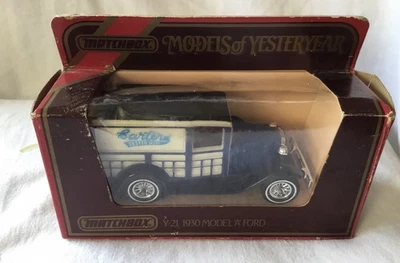 MATCHBOX MODELS of YESTERYEAR
Carters
MATCHBOX Y-21, 1930 MODEL 'A' FORD